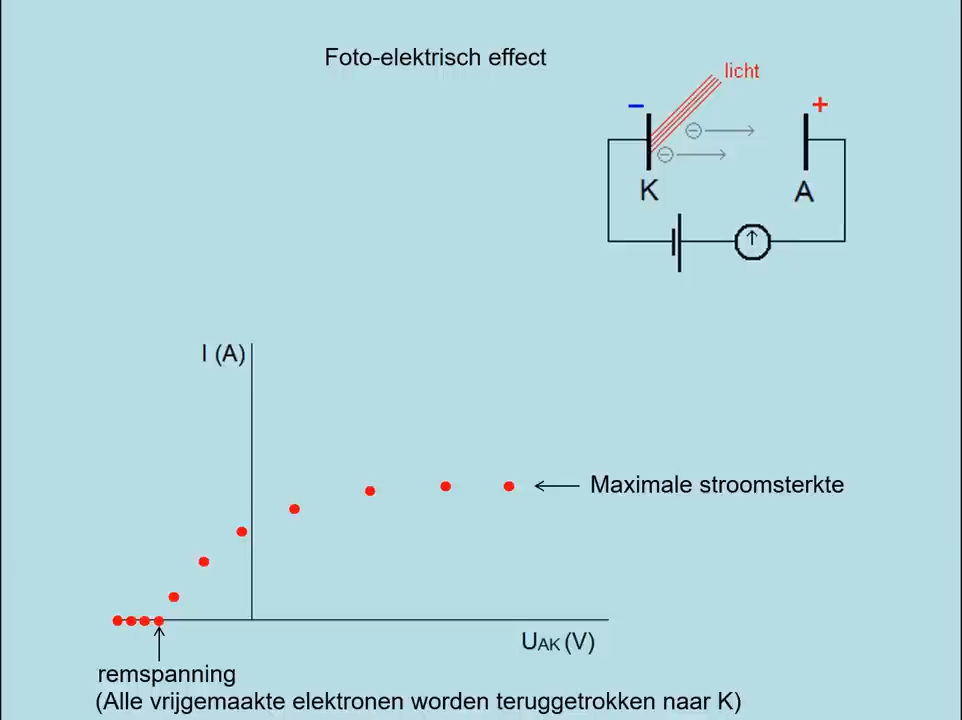 Foto-elektrisch effect
licht
– +
K A
I (A)
Maximale stroomsterkte
UAK (V)
remspanning
(Alle vrijgemaakte elektronen worden teruggetrokken naar K)